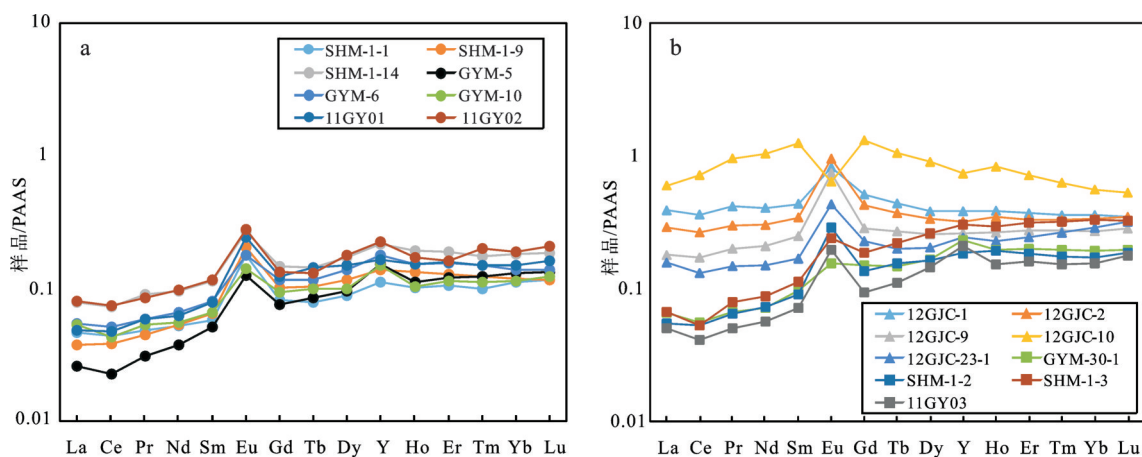 a
10
1
0.1
0.01
样品/PAAS
SHM-1-1 SHM-1-9
SHM-1-14 GYM-5
GYM-6 GYM-10
11GY01 11GY02
La Ce Pr Nd Sm Eu Gd Tb Dy Y Ho Er Tm Yb Lu
b
10
1
0.1
0.01
样品/PAAS
12GJC-1 12GJC-2
12GJC-9 12GJC-10
12GJC-23-1 GYM-30-1
SHM-1-2 SHM-1-3
11GY03
La Ce Pr Nd Sm Eu Gd Tb Dy Y Ho Er Tm Yb Lu